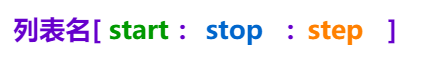 列表名[ start : stop : step ]